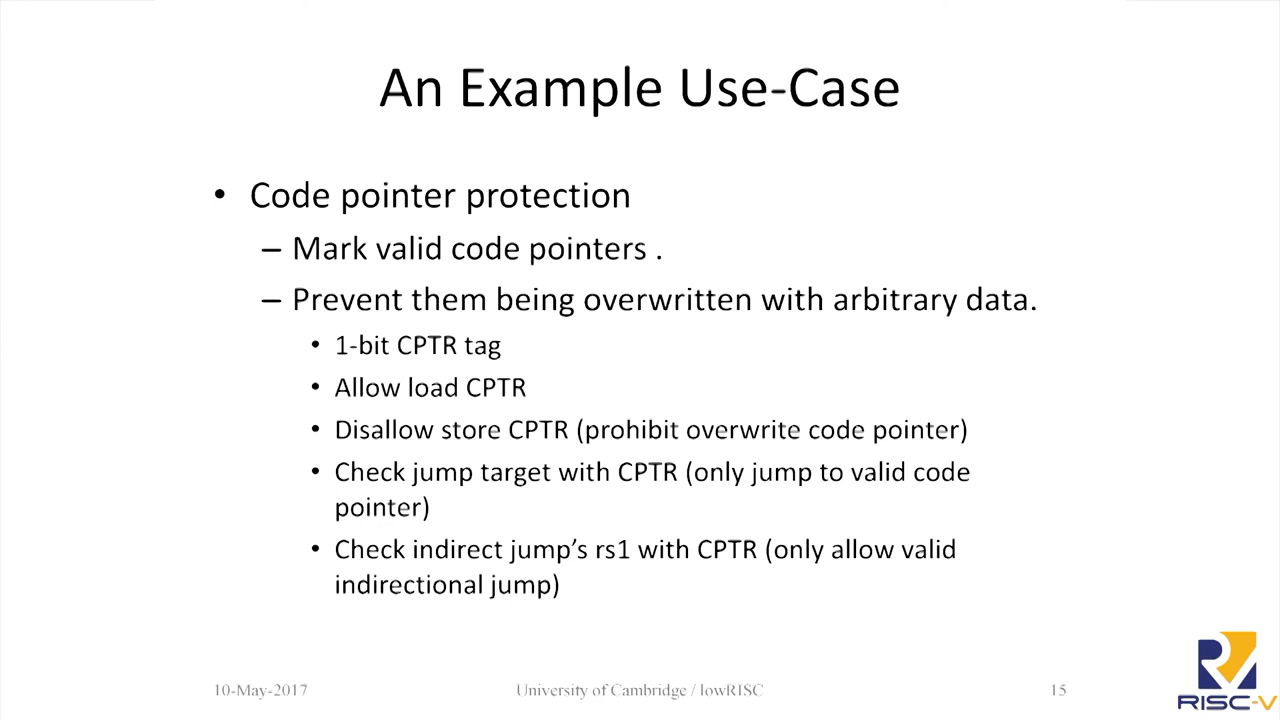 An Example Use-Case
• Code pointer protection
– Mark valid code pointers .
– Prevent them being overwritten with arbitrary data.
• 1-bit CPTR tag
• Allow load CPTR
• Disallow store CPTR (prohibit overwrite code pointer)
• Check jump target with CPTR (only jump to valid code
pointer)
• Check indirect jump’s rs1 with CPTR (only allow valid
indirectional jump)
10-May-2017
University of Cambridge / lowRISC
15
RISC-V